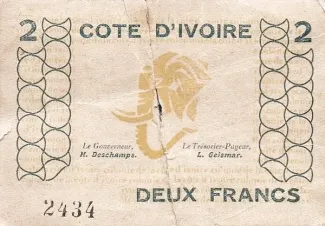 2 COTE D'IVOIRE 2
Le Gouverneur, Le Trésorier-Payeur,
H. Deschamps. L. Geismar.
DEUX FRANCS
2434